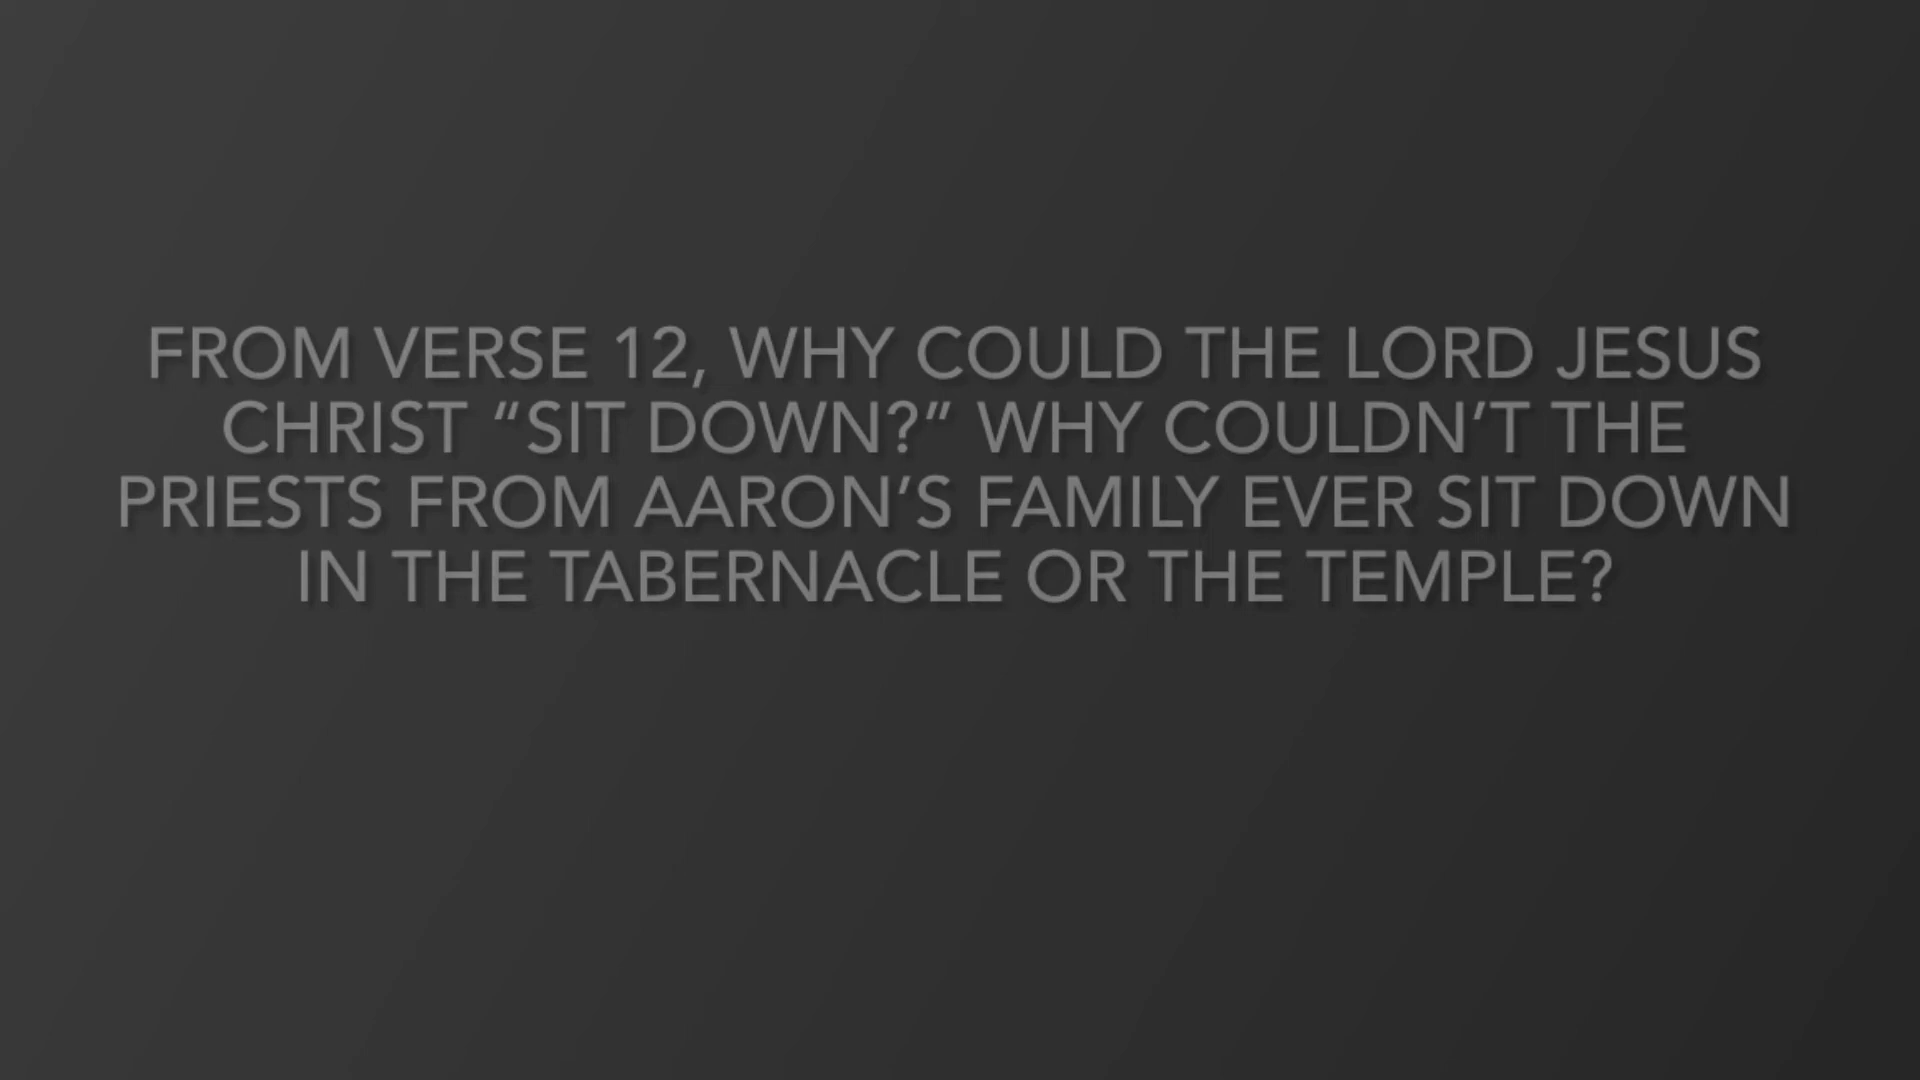 FROM VERSE 12, WHY COULD THE LORD JESUS
CHRIST “SIT DOWN?” WHY COULDN’T THE
PRIESTS FROM AARON’S FAMILY EVER SIT DOWN
IN THE TABERNACLE OR THE TEMPLE?